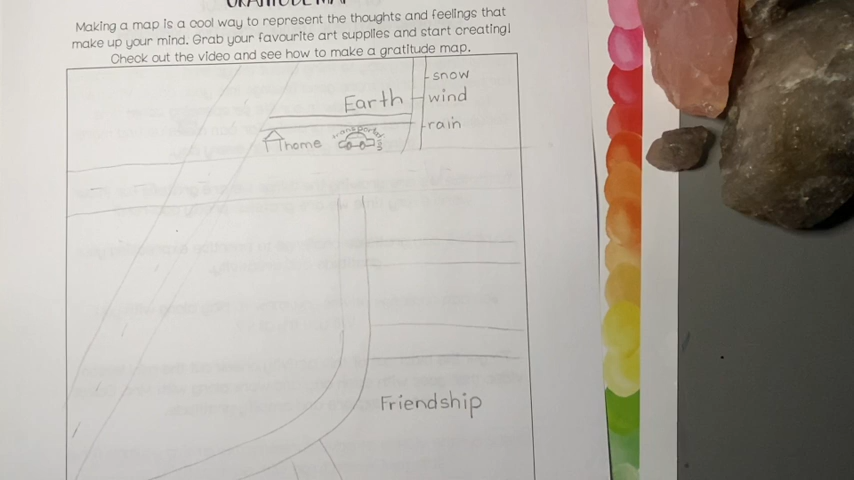 GRATITUDE MAP
Making a map is a cool way to represent the thoughts and feelings that
make up your mind. Grab your favourite art supplies and start creating!
Check out the video and see how to make a gratitude map.
snow
Earth
wind
rain
home
Friendship